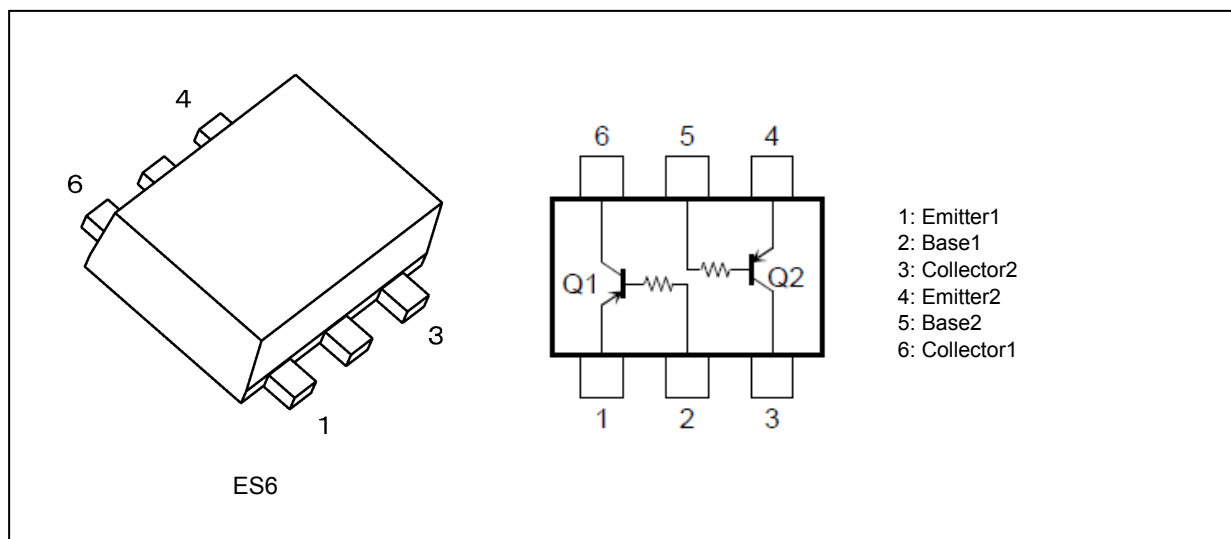 4
6
3
1
ES6
6 5 4
Q1 Q2
1 2 3
1: Emitter1
2: Base1
3: Collector2
4: Emitter2
5: Base2
6: Collector1